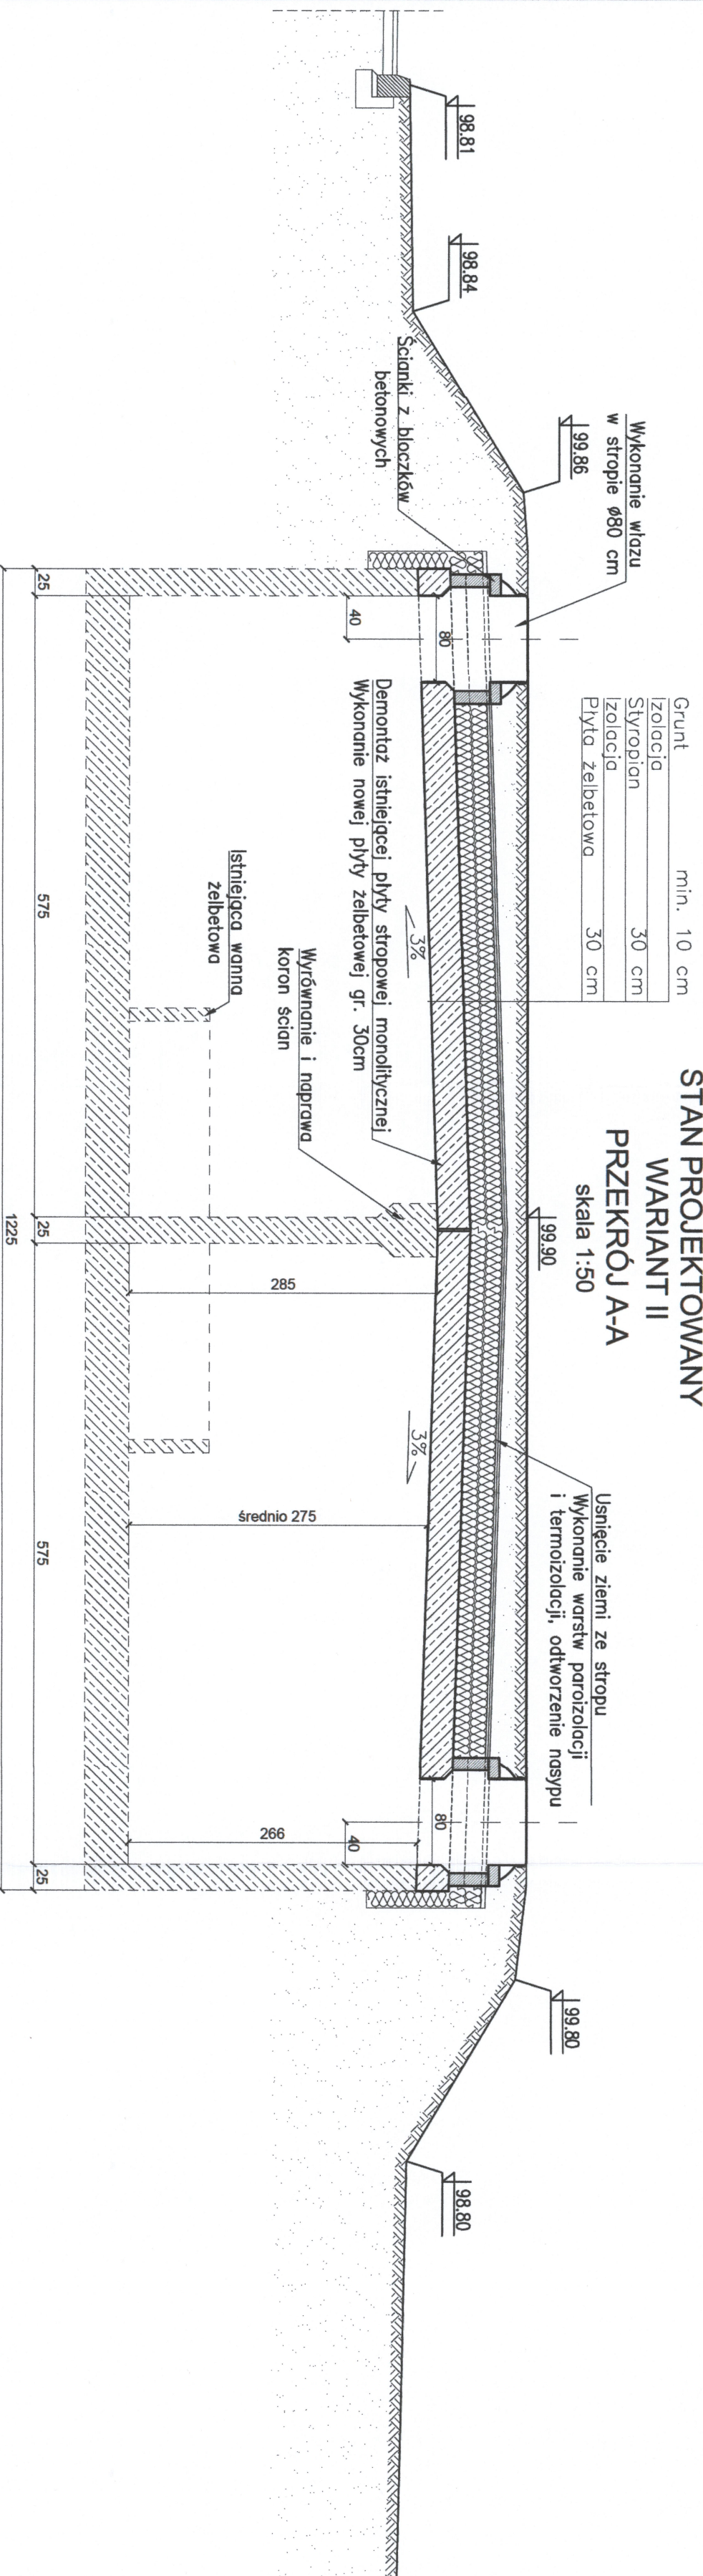 STAN PROJEKTOWANY
WARIANT II
PRZEKRÓJ A-A
skala 1:50
Grunt min. 10 cm
Izolacja
Styropian 30 cm
Izolacja
Płyta żelbetowa 30 cm
Wykonanie włazu
w stropie ø80 cm
Usnięcie ziemi ze stropu
Wykonanie warstw paroizolacji
i termoizolacji, odtworzenie nasypu
98.81
98.84
99.86
99.90
99.80
98.80
Ścianki z bloczków
betonowych
Demontaż istniejącej płyty stropowej monolitycznej
Wykonanie nowej płyty żelbetowej gr. 30cm
Wyrównanie i naprawa
koron ścian
Istniejąca wanna
żelbetowa
3%
3%
80
40
80
40
285
średnio 275
266
25
575
25
575
25
1225